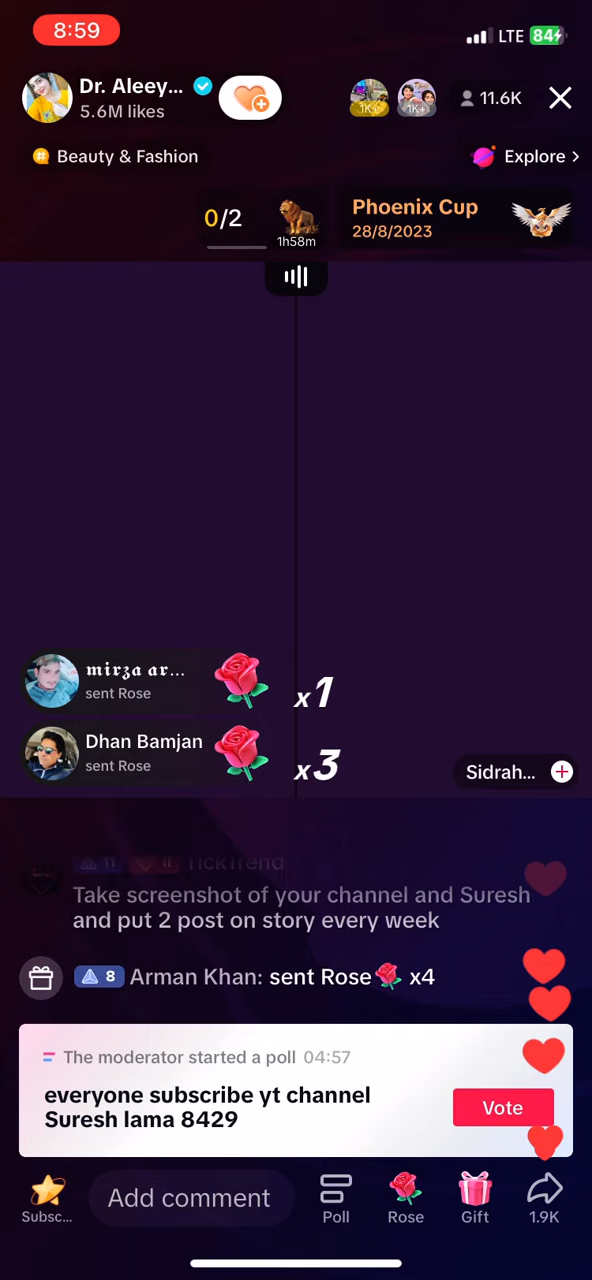 8:59
LTE 84
Dr. Aleey...
5.6M likes
1K+
1K+
11.6K
Beauty & Fashion
Explore >
0/2
1h58m
Phoenix Cup
28/8/2023
𝖒𝖎𝖗𝖟𝖆 𝖆𝖗...
sent Rose
x1
Dhan Bamjan
sent Rose
x3
Sidrah...
11 11 TickTrend
Take screenshot of your channel and Suresh
and put 2 post on story every week
8 Arman Khan: sent Rose x4
The moderator started a poll 04:57
everyone subscribe yt channel
Suresh lama 8429
Vote
Subsc...
Add comment
Poll
Rose
Gift
1.9K